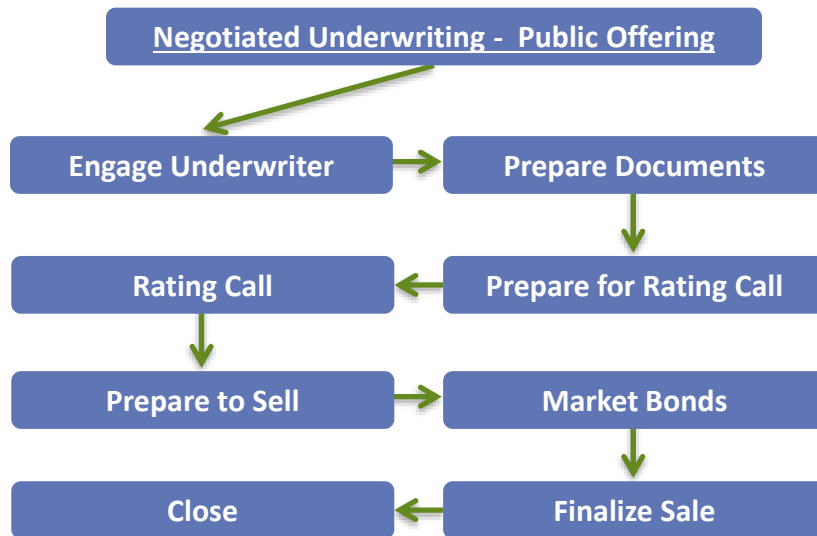 Negotiated Underwriting - Public Offering
Engage Underwriter
Prepare Documents
Prepare for Rating Call
Rating Call
Prepare to Sell
Market Bonds
Finalize Sale
Close